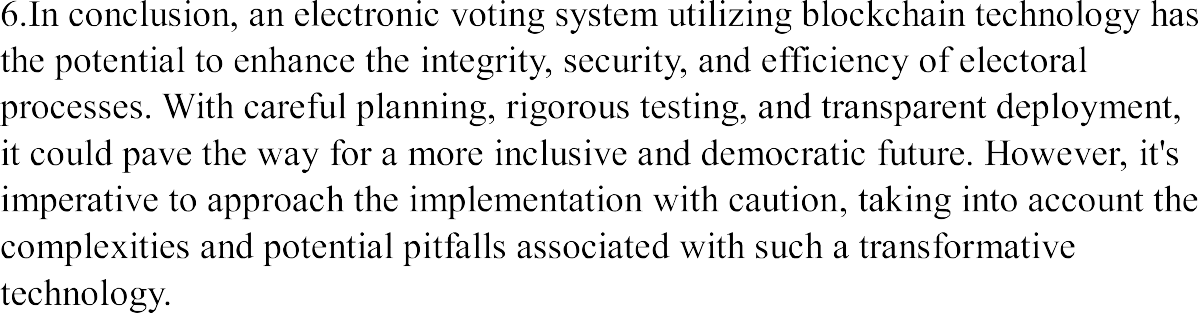 6.In conclusion, an electronic voting system utilizing blockchain technology has
the potential to enhance the integrity, security, and efficiency of electoral
processes. With careful planning, rigorous testing, and transparent deployment,
it could pave the way for a more inclusive and democratic future. However, it's
imperative to approach the implementation with caution, taking into account the
complexities and potential pitfalls associated with such a transformative
technology.